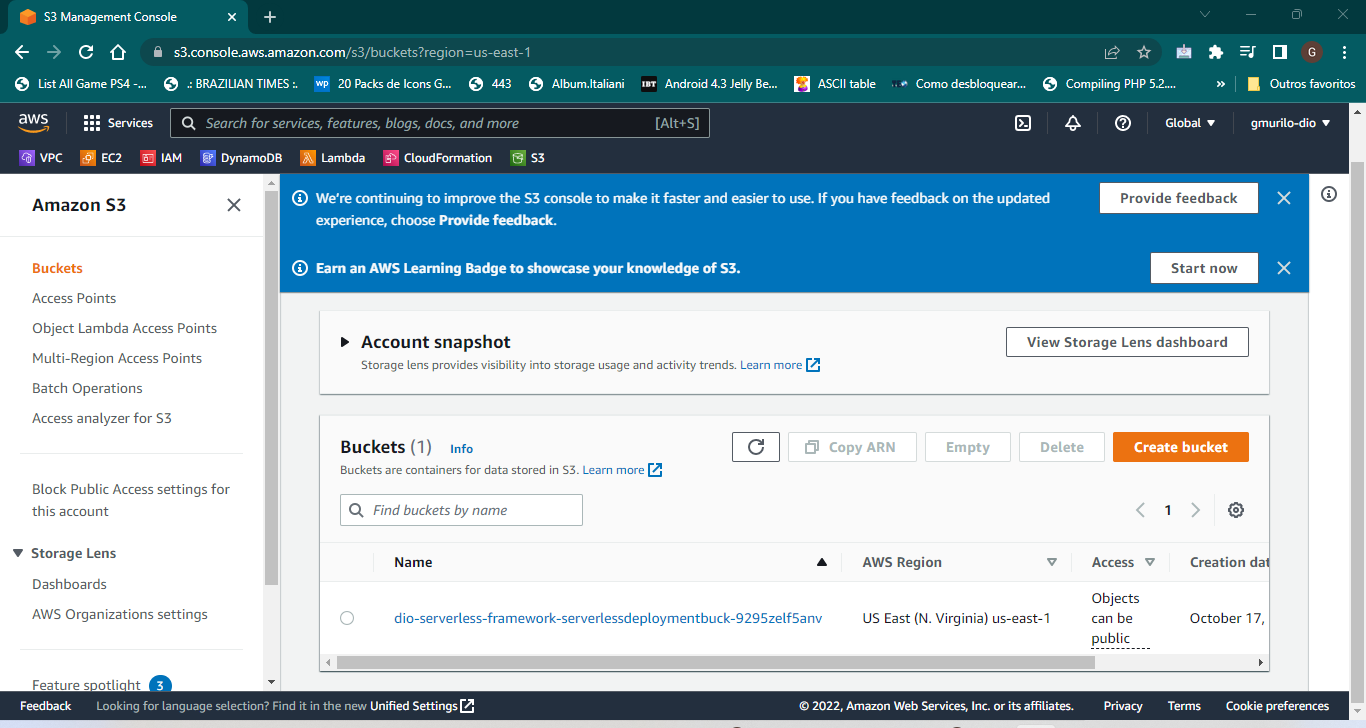 S3 Management Console
s3.console.aws.amazon.com/s3/buckets?region=us-east-1
G
List All Game PS4 -... .: BRAZILIAN TIMES :. wp 20 Packs de Icons G... 443 Album.Italiani IBT Android 4.3 Jelly Be... ASCII table Como desbloquear... Compiling PHP 5.2.... » Outros favoritos
aws Services Search for services, features, blogs, docs, and more [Alt+S] Global gmurilo-dio
VPC EC2 IAM DynamoDB Lambda CloudFormation S3
Amazon S3
Buckets
Access Points
Object Lambda Access Points
Multi-Region Access Points
Batch Operations
Access analyzer for S3
Block Public Access settings for
this account
Storage Lens
Dashboards
AWS Organizations settings
Feature spotlight 3
We're continuing to improve the S3 console to make it faster and easier to use. If you have feedback on the updated
experience, choose Provide feedback.
Provide feedback
Earn an AWS Learning Badge to showcase your knowledge of S3.
Start now
Account snapshot
Storage lens provides visibility into storage usage and activity trends. Learn more
View Storage Lens dashboard
Buckets (1) Info
Buckets are containers for data stored in S3. Learn more
Copy ARN Empty Delete Create bucket
Find buckets by name
1
Name AWS Region Access Creation dat
dio-serverless-framework-serverlessdeploymentbuck-9295zelf5anv US East (N. Virginia) us-east-1 Objects
can be
public
October 17,
Feedback Looking for language selection? Find it in the new Unified Settings © 2022, Amazon Web Services, Inc. or its affiliates. Privacy Terms Cookie preferences